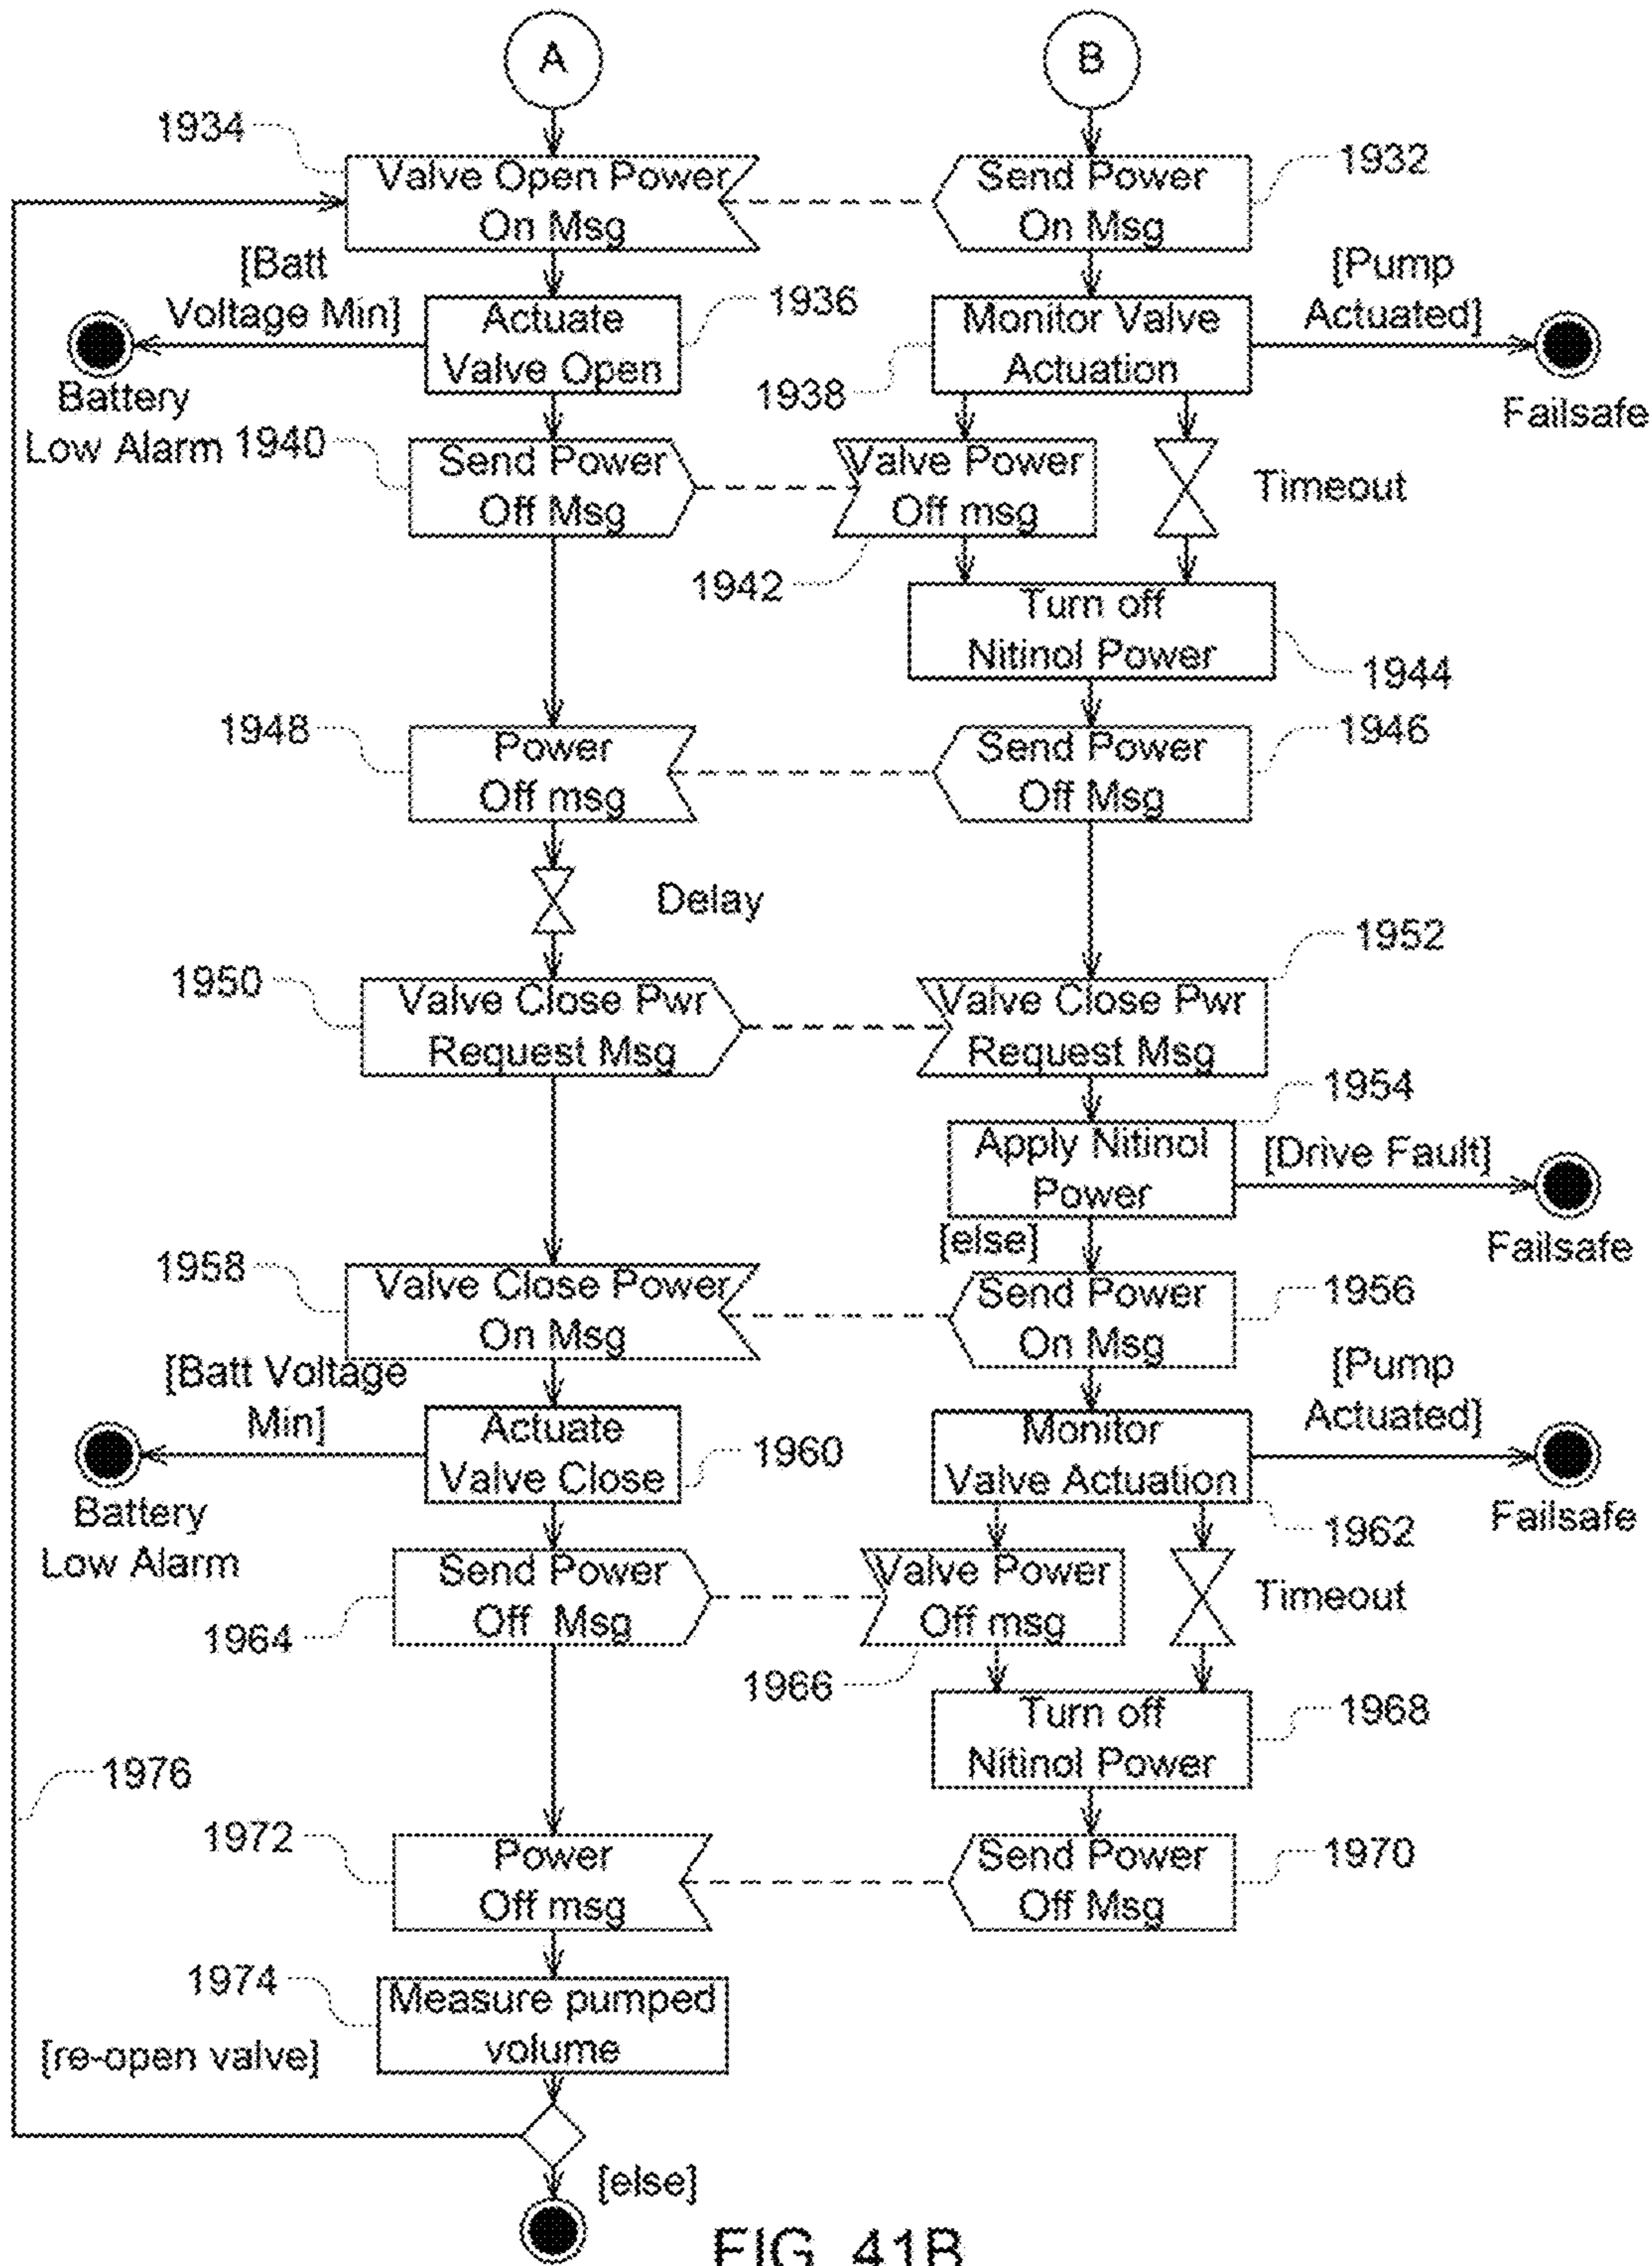 A
B
1934
Valve Open Power
On Msg
Send Power
On Msg
1932
[Batt
Voltage Min]
Actuate
Valve Open
1936
Monitor Valve
Actuation
1938
[Pump
Actuated]
Battery
Low Alarm
Failsafe
1940
Send Power
Off Msg
Valve Power
Off msg
Timeout
1942
Turn off
Nitinol Power
1944
1948
Power
Off msg
Send Power
Off Msg
1946
Delay
1950
Valve Close Pwr
Request Msg
Valve Close Pwr
Request Msg
1952
1954
Apply Nitinol
Power
[Drive Fault]
Failsafe
[else]
1958
Valve Close Power
On Msg
Send Power
On Msg
1956
[Batt Voltage
Min]
Actuate
Valve Close
1960
Monitor
Valve Actuation
[Pump
Actuated]
1962
Battery
Low Alarm
Failsafe
Send Power
Off Msg
1964
Valve Power
Off msg
Timeout
1966
Turn off
Nitinol Power
1968
1976
1972
Power
Off msg
Send Power
Off Msg
1970
1974
Measure pumped
volume
[re-open valve]
[else]
FIG. 41B